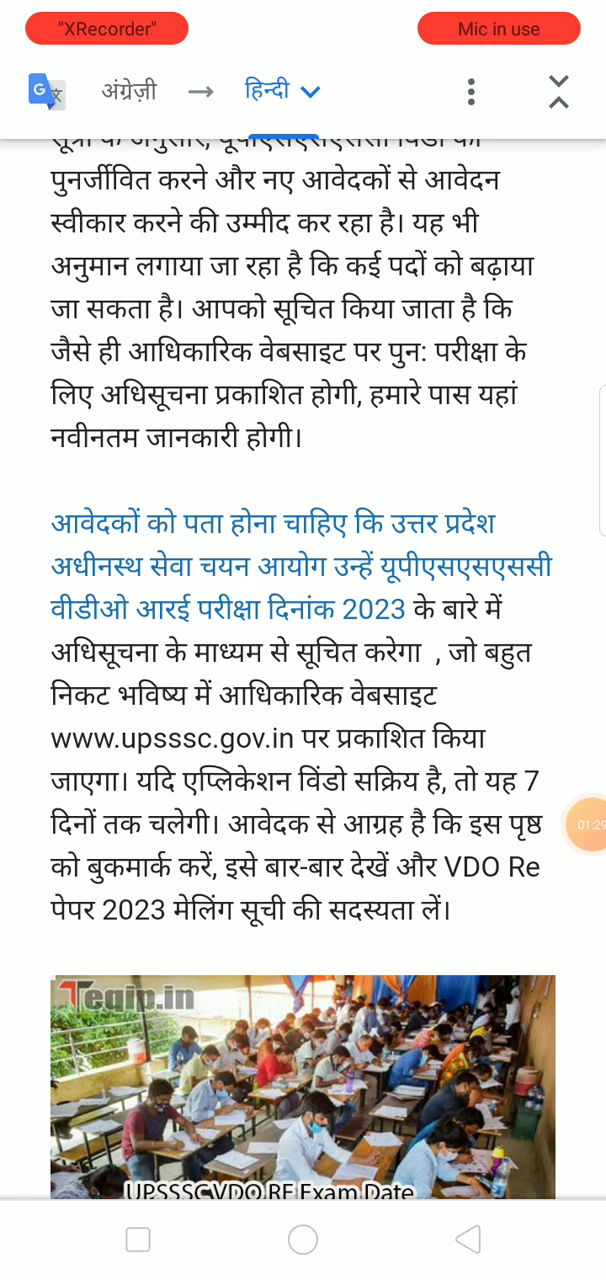 "XRecorder"
Mic in use
अंग्रेज़ी → हिन्दी
पुनर्जीवित करने और नए आवेदकों से आवेदन
स्वीकार करने की उम्मीद कर रहा है। यह भी
अनुमान लगाया जा रहा है कि कई पदों को बढ़ाया
जा सकता है। आपको सूचित किया जाता है कि
जैसे ही आधिकारिक वेबसाइट पर पुन: परीक्षा के
लिए अधिसूचना प्रकाशित होगी, हमारे पास यहां
नवीनतम जानकारी होगी।
आवेदकों को पता होना चाहिए कि उत्तर प्रदेश
अधीनस्थ सेवा चयन आयोग उन्हें यूपीएसएसएससी
वीडीओ आरई परीक्षा दिनांक 2023 के बारे में
अधिसूचना के माध्यम से सूचित करेगा , जो बहुत
निकट भविष्य में आधिकारिक वेबसाइट
www.upsssc.gov.in पर प्रकाशित किया
जाएगा। यदि एप्लिकेशन विंडो सक्रिय है, तो यह 7
दिनों तक चलेगी। आवेदक से आग्रह है कि इस पृष्ठ
01:29
को बुकमार्क करें, इसे बार-बार देखें और VDO Re
पेपर 2023 मेलिंग सूची की सदस्यता लें।
Teqip.in
UPSSSC VDO RE Exam Date